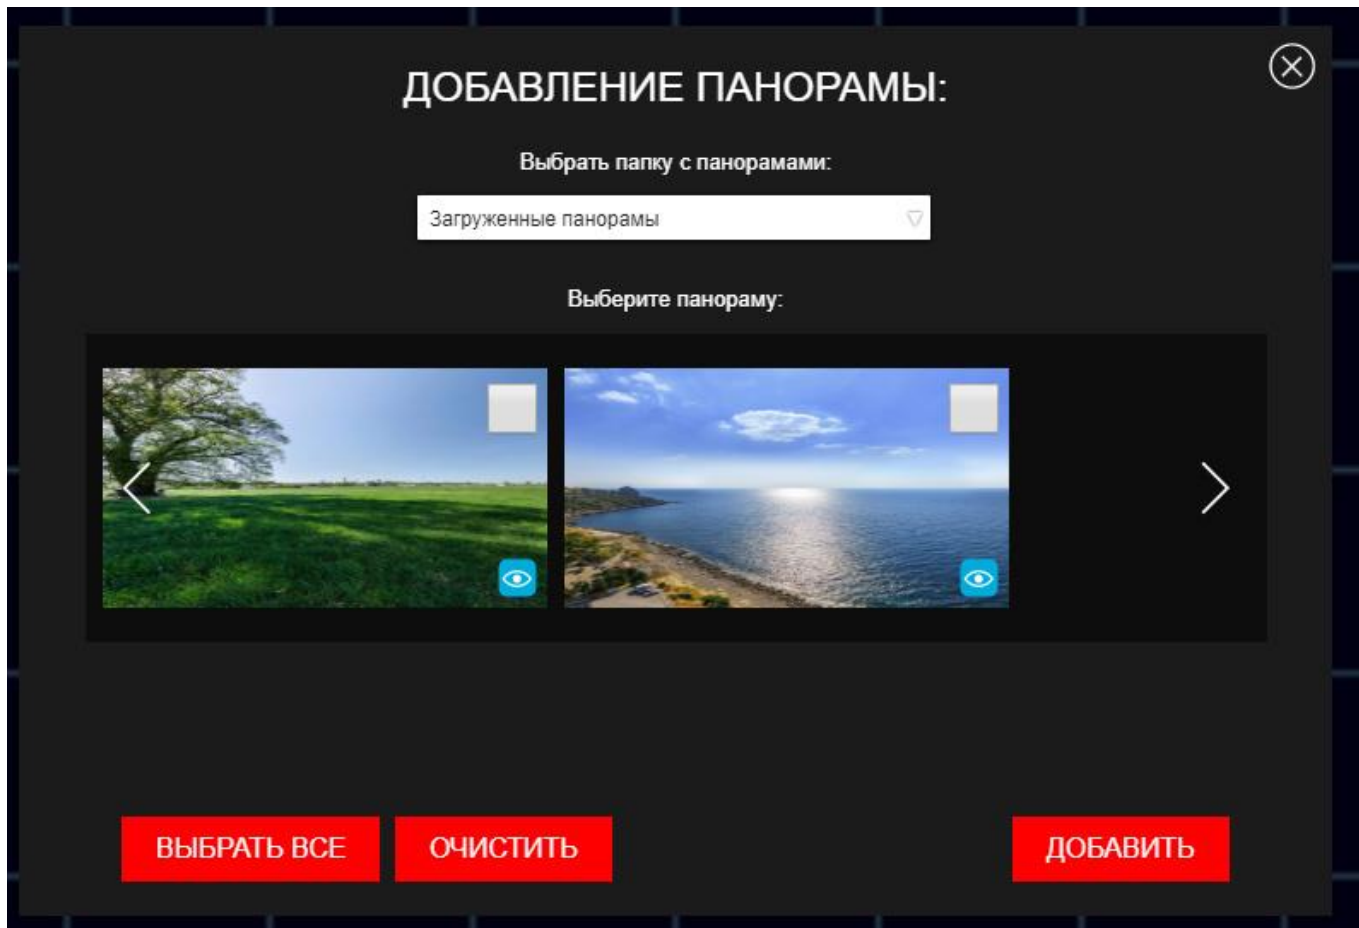 ДОБАВЛЕНИЕ ПАНОРАМЫ:
Выбрать папку с панорамами:
Загруженные панорамы
Выберите панораму:
ВЫБРАТЬ ВСЕ
ОЧИСТИТЬ
ДОБАВИТЬ